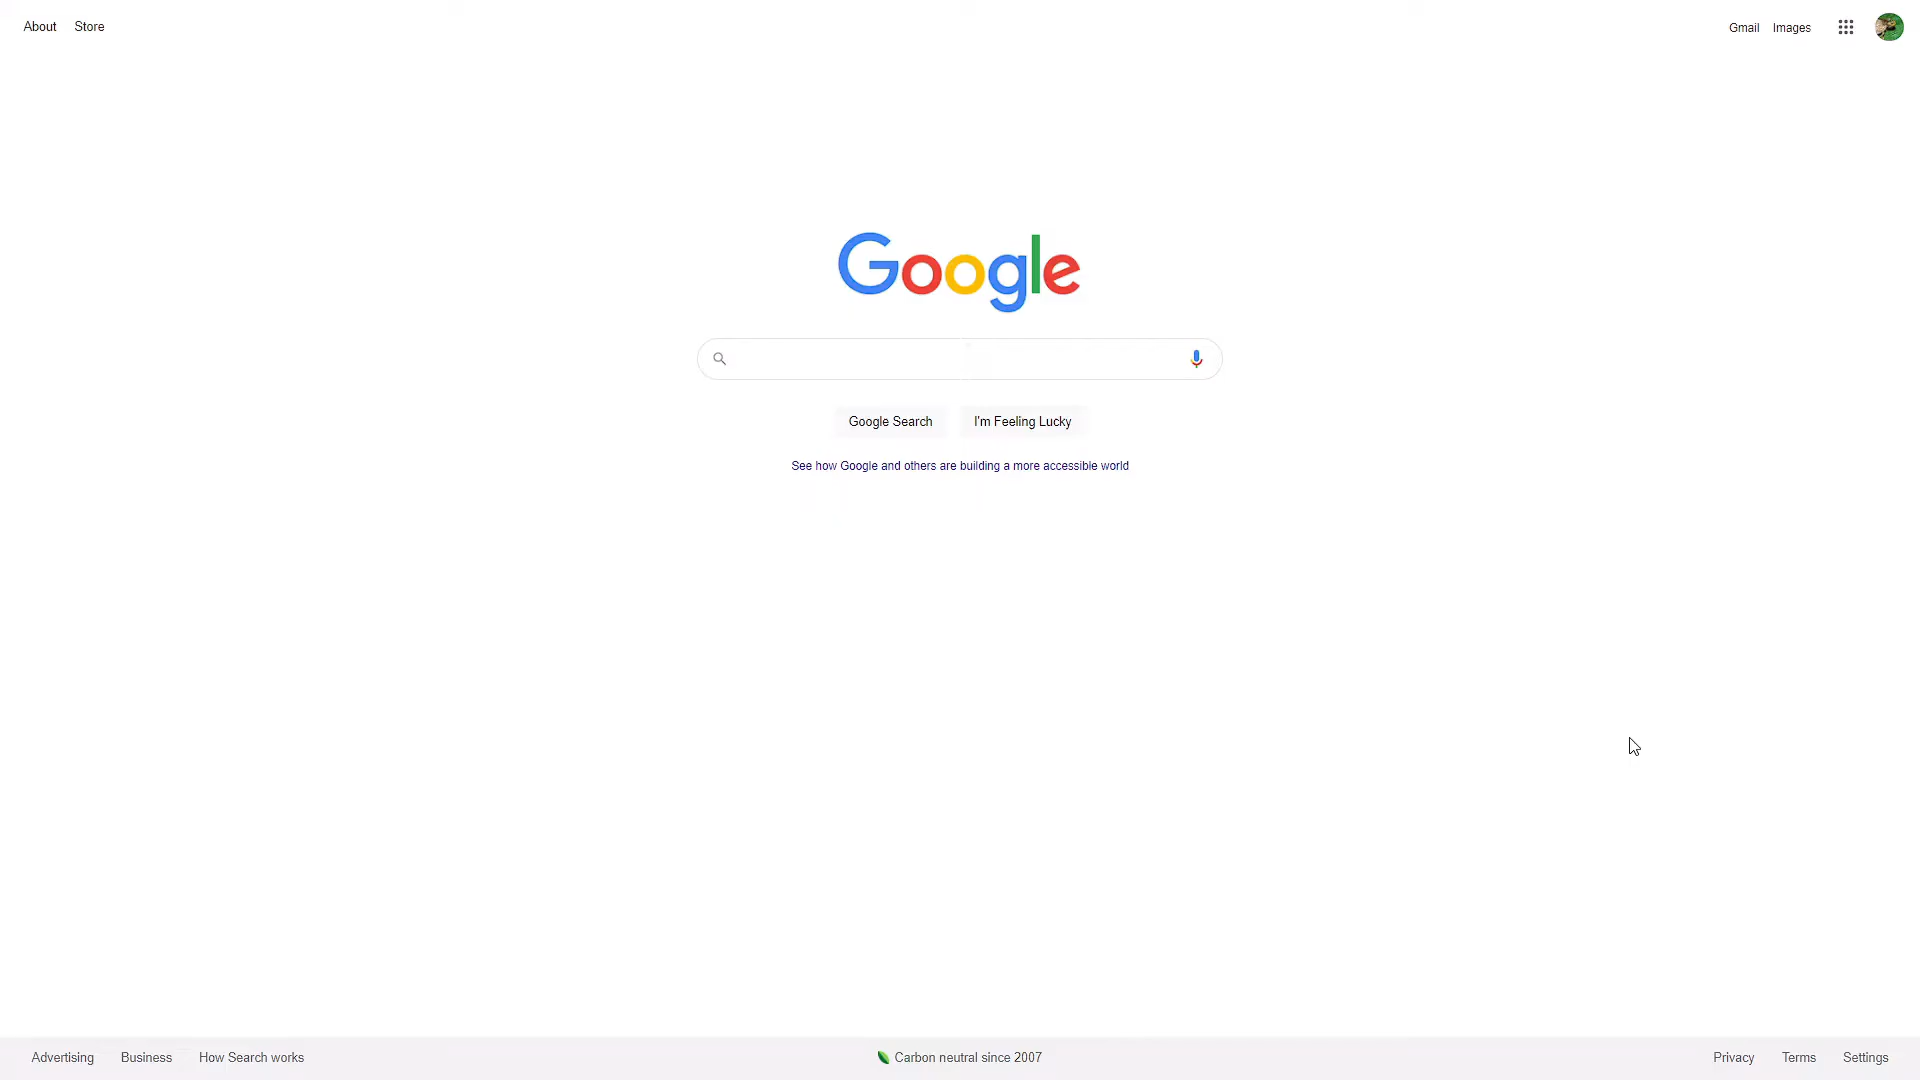 About Store
Gmail Images
Google
Google Search I'm Feeling Lucky
See how Google and others are building a more accessible world
Advertising Business How Search works
Carbon neutral since 2007
Privacy Terms Settings